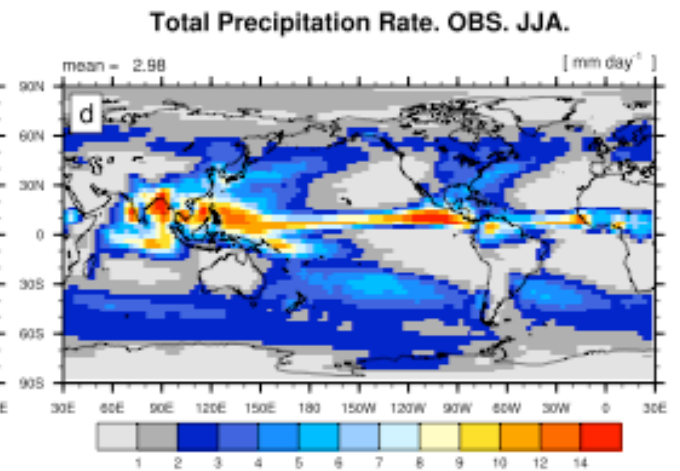 Total Precipitation Rate. OBS. JJA.
mean = 2.98 [ mm day-1 ]
90N
d
60N
30N
0
30S
60S
90S
E 30E 60E 90E 120E 150E 180 150W 120W 90W 60W 30W 0 30E
1 2 3 4 5 6 7 8 9 10 12 14